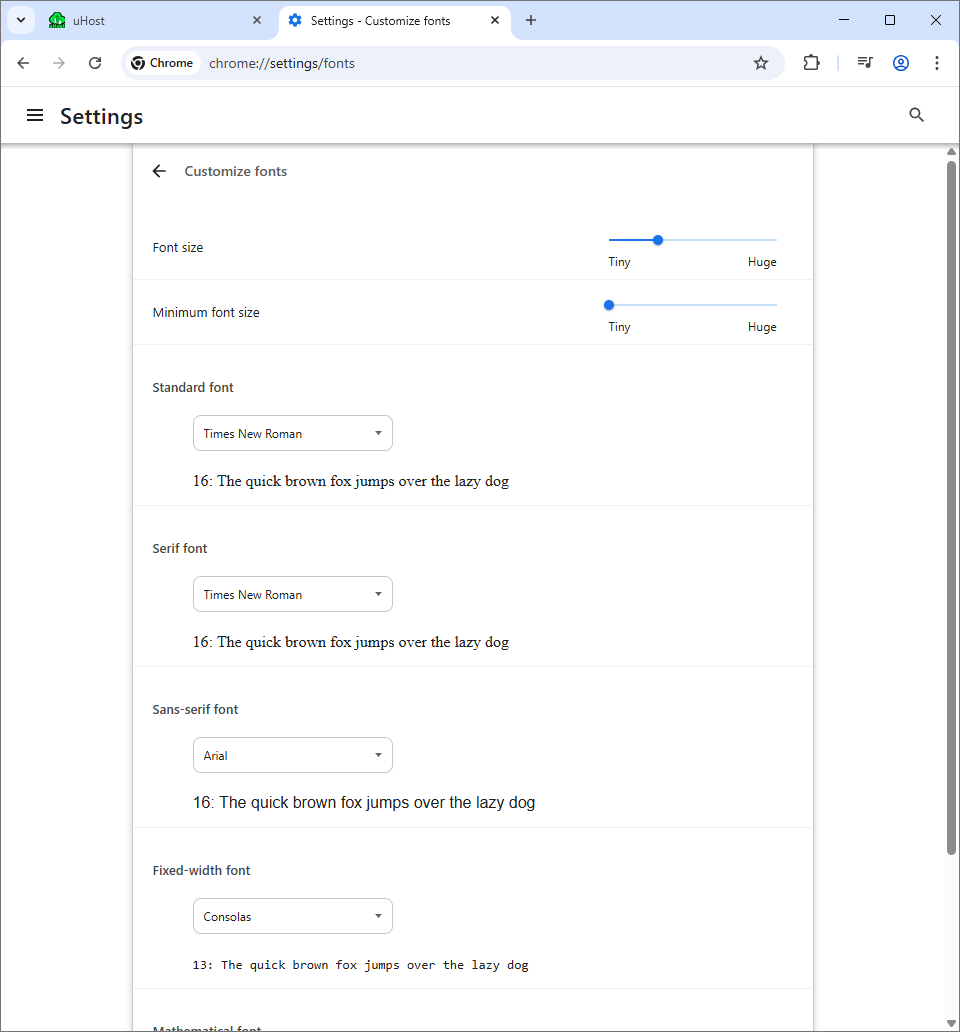 uHost
Settings - Customize fonts
Chrome
chrome://settings/fonts
Settings
Customize fonts
Font size
Tiny
Huge
Minimum font size
Tiny
Huge
Standard font
Times New Roman
16: The quick brown fox jumps over the lazy dog
Serif font
Times New Roman
16: The quick brown fox jumps over the lazy dog
Sans-serif font
Arial
16: The quick brown fox jumps over the lazy dog
Fixed-width font
Consolas
13: The quick brown fox jumps over the lazy dog
Mathematical font